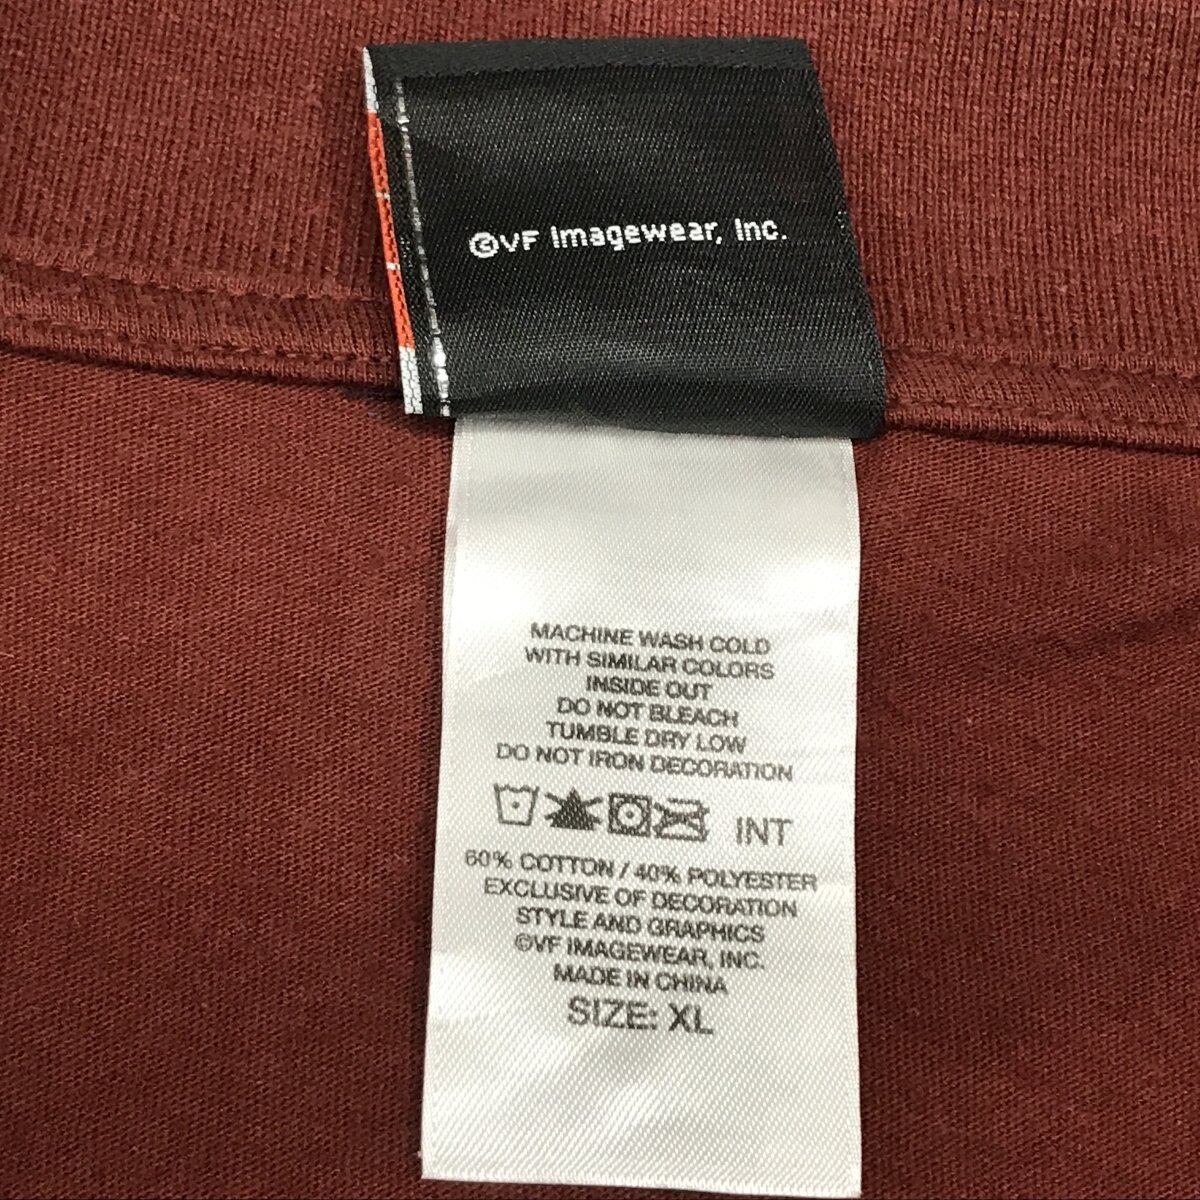 ©VF Imagewear, Inc.
MACHINE WASH COLD
WITH SIMILAR COLORS
INSIDE OUT
DO NOT BLEACH
TUMBLE DRY LOW
DO NOT IRON DECORATION
INT
60% COTTON / 40% POLYESTER
EXCLUSIVE OF DECORATION
STYLE AND GRAPHICS
©VF IMAGEWEAR, INC.
MADE IN CHINA
SIZE: XL